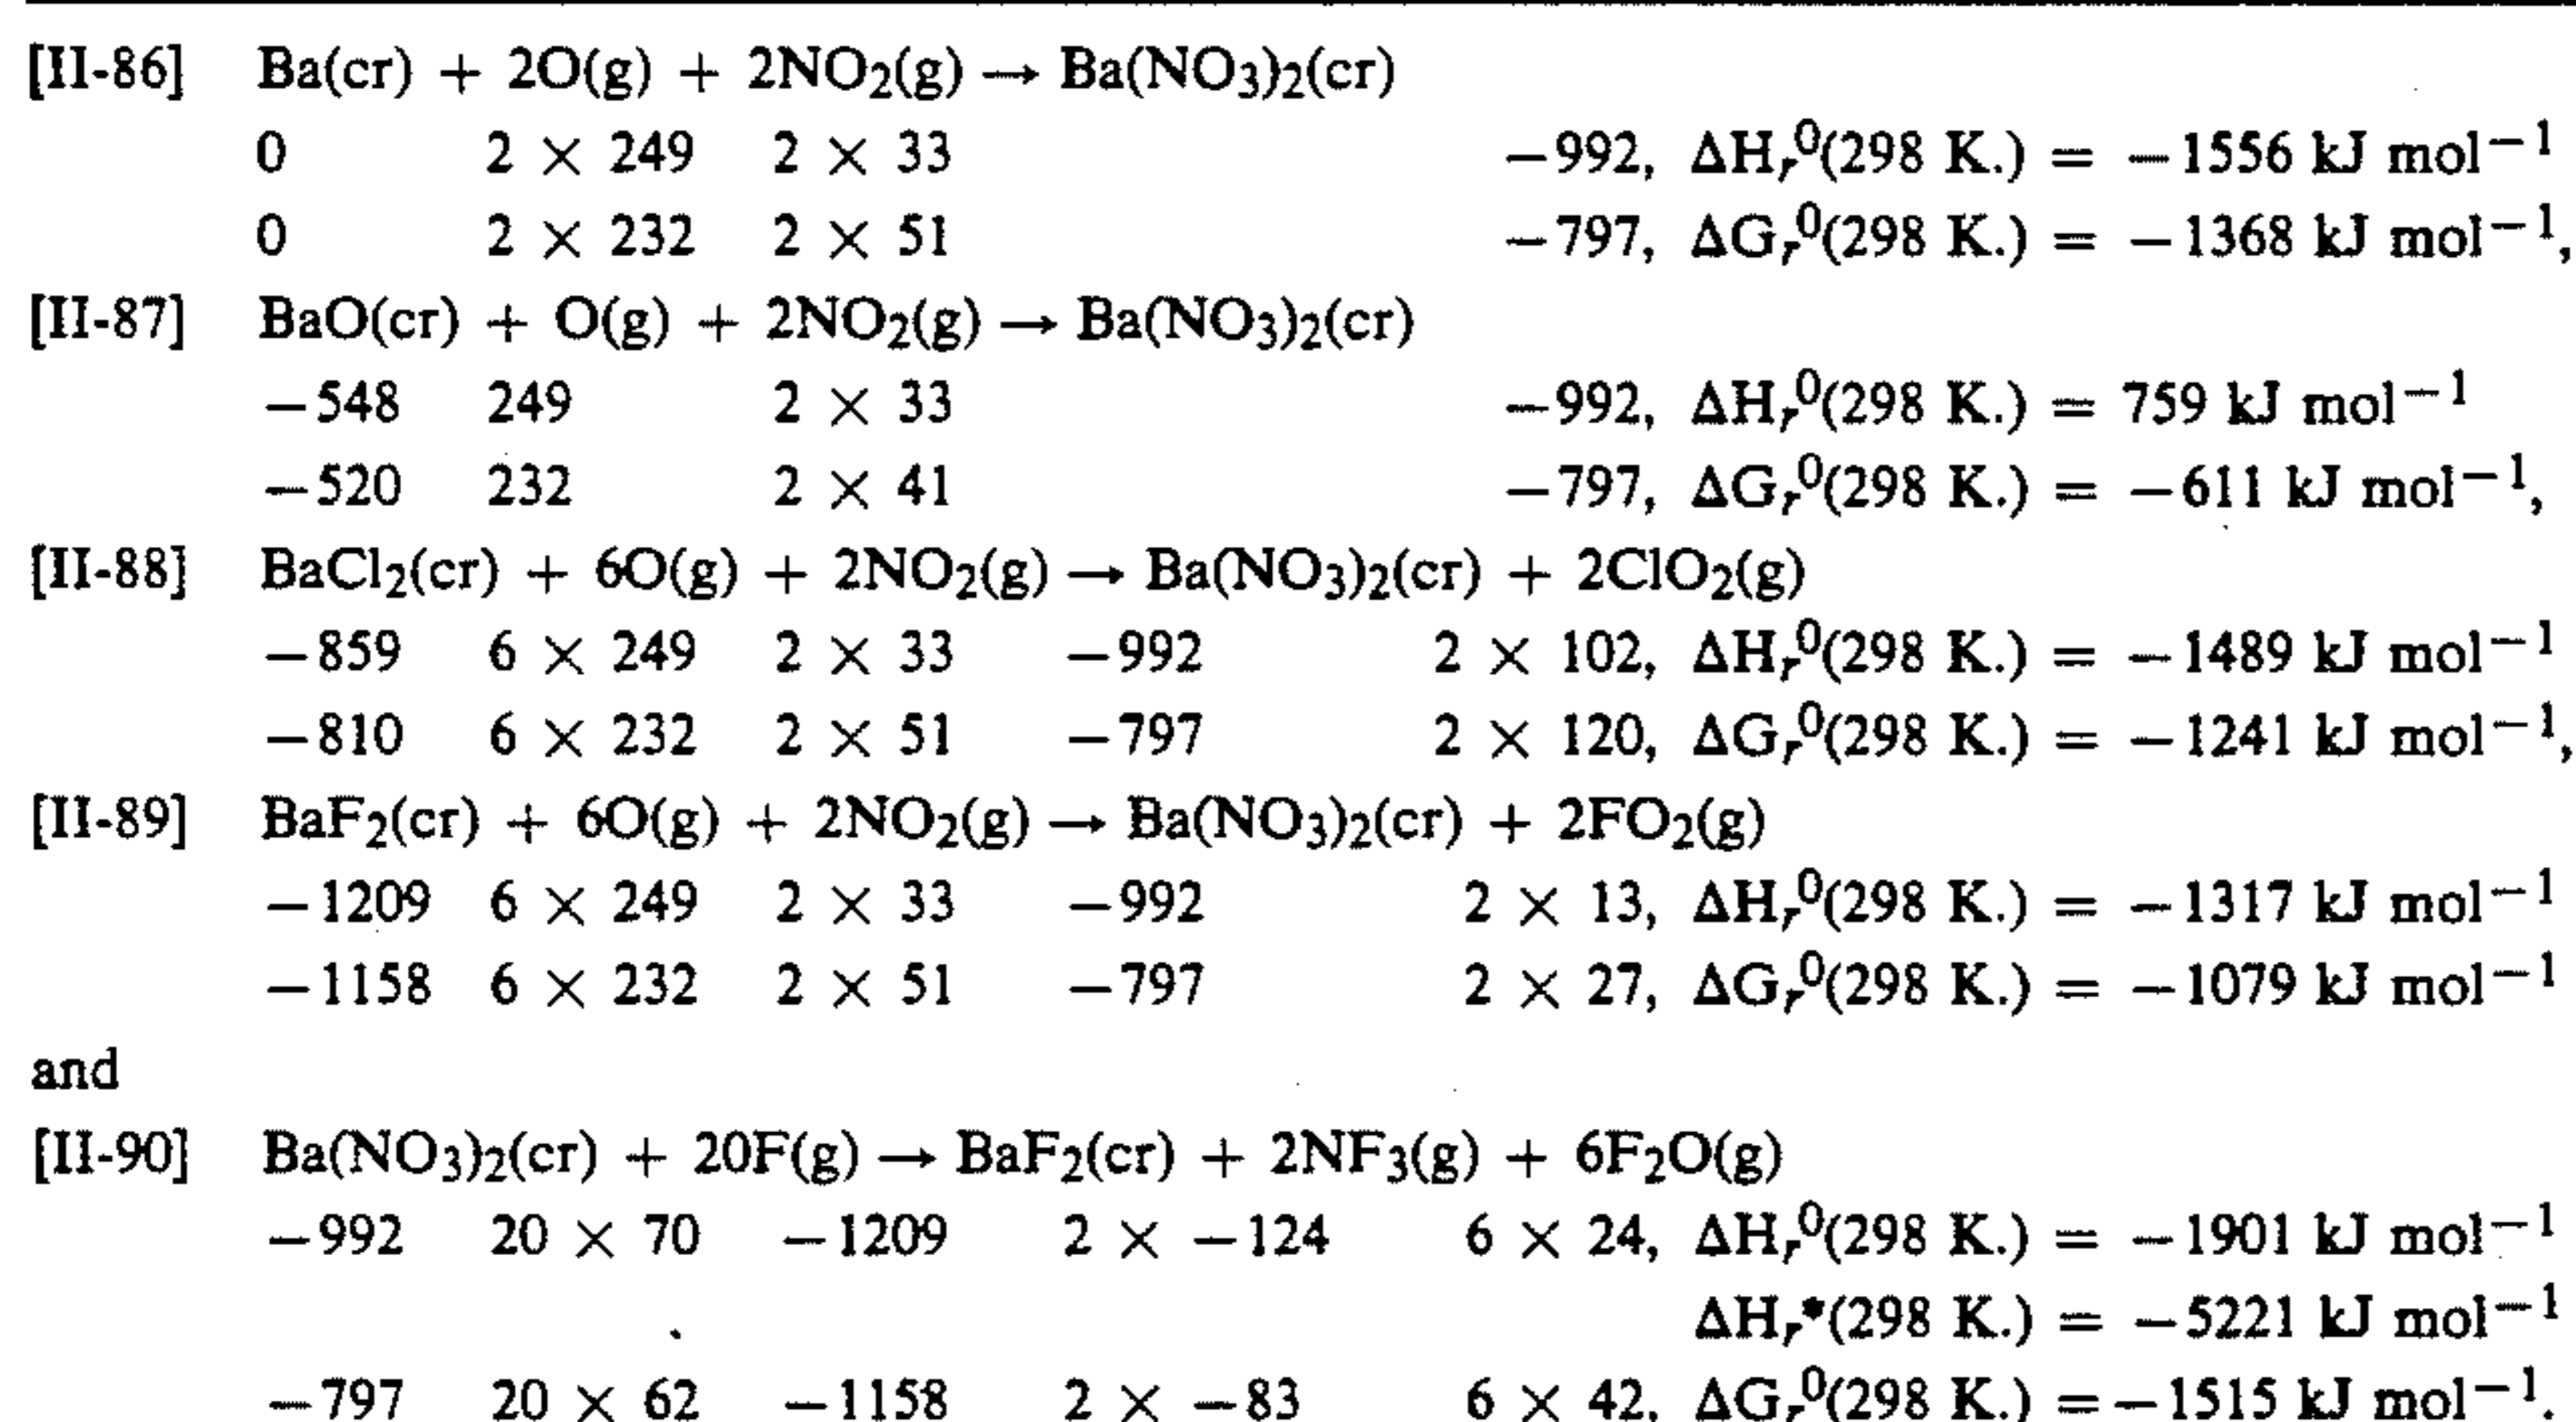 [II-86] Ba(cr) + 2O(g) + 2NO₂(g) → Ba(NO₃)₂(cr)
0 2 × 249 2 × 33 −992, ΔHᵣ⁰(298 K.) = −1556 kJ mol⁻¹
0 2 × 232 2 × 51 −797, ΔGᵣ⁰(298 K.) = −1368 kJ mol⁻¹,
[II-87] BaO(cr) + O(g) + 2NO₂(g) → Ba(NO₃)₂(cr)
−548 249 2 × 33 −992, ΔHᵣ⁰(298 K.) = 759 kJ mol⁻¹
−520 232 2 × 41 −797, ΔGᵣ⁰(298 K.) = −611 kJ mol⁻¹,
[II-88] BaCl₂(cr) + 6O(g) + 2NO₂(g) → Ba(NO₃)₂(cr) + 2ClO₂(g)
−859 6 × 249 2 × 33 −992 2 × 102, ΔHᵣ⁰(298 K.) = −1489 kJ mol⁻¹
−810 6 × 232 2 × 51 −797 2 × 120, ΔGᵣ⁰(298 K.) = −1241 kJ mol⁻¹,
[II-89] BaF₂(cr) + 6O(g) + 2NO₂(g) → Ba(NO₃)₂(cr) + 2FO₂(g)
−1209 6 × 249 2 × 33 −992 2 × 13, ΔHᵣ⁰(298 K.) = −1317 kJ mol⁻¹
−1158 6 × 232 2 × 51 −797 2 × 27, ΔGᵣ⁰(298 K.) = −1079 kJ mol⁻¹
and
[II-90] Ba(NO₃)₂(cr) + 20F(g) → BaF₂(cr) + 2NF₃(g) + 6F₂O(g)
−992 20 × 70 −1209 2 × −124 6 × 24, ΔHᵣ⁰(298 K.) = −1901 kJ mol⁻¹
ΔHᵣ*(298 K.) = −5221 kJ mol⁻¹
−797 20 × 62 −1158 2 × −83 6 × 42, ΔGᵣ⁰(298 K.) = −1515 kJ mol⁻¹.